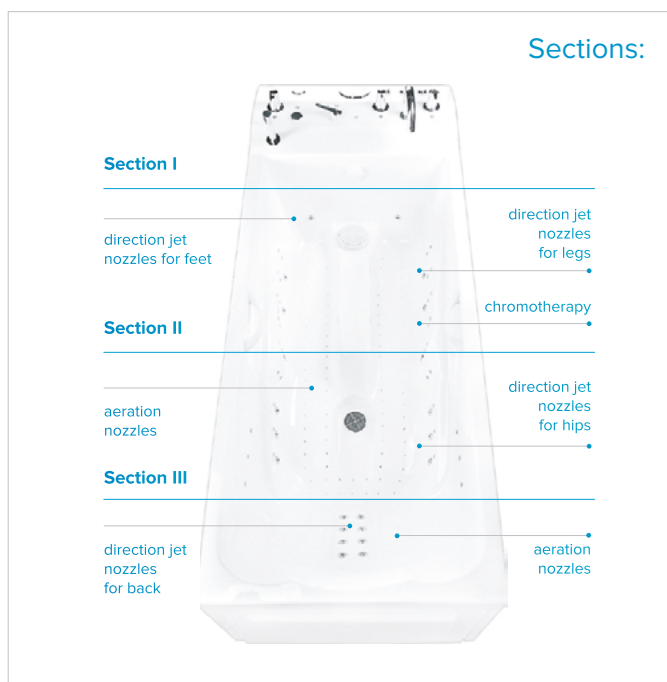 Sections:
Section I
direction jet
nozzles for feet
direction jet
nozzles
for legs
chromotherapy
Section II
aeration
nozzles
direction jet
nozzles
for hips
Section III
direction jet
nozzles
for back
aeration
nozzles